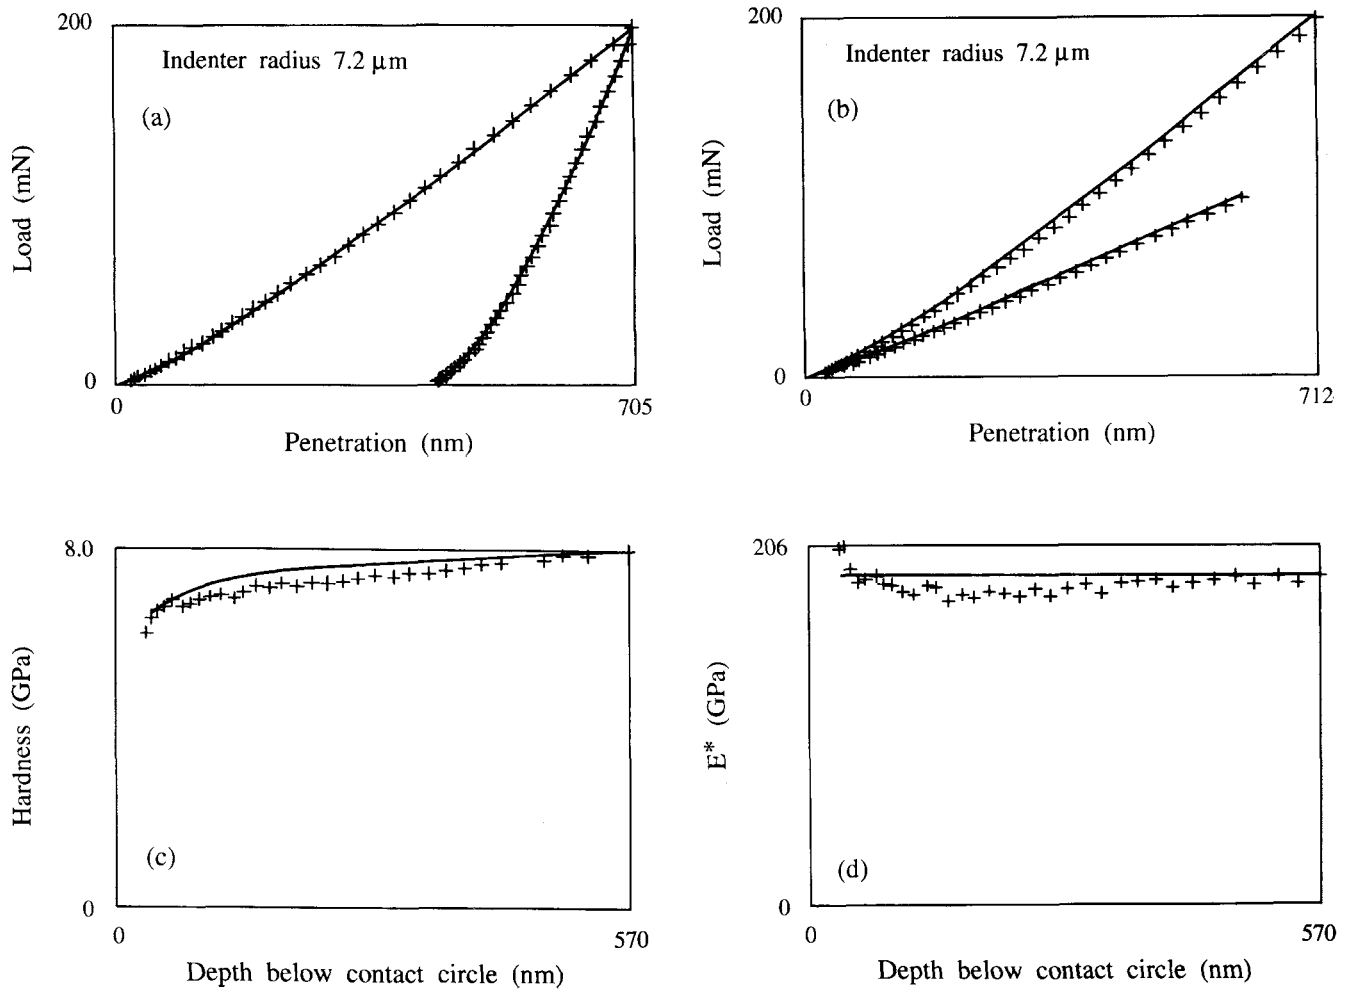 200
Indenter radius 7.2 μm
(a)
Load (mN)
0
0
705
Penetration (nm)
200
Indenter radius 7.2 μm
(b)
Load (mN)
0
0
712
Penetration (nm)
8.0
Hardness (GPa)
(c)
0
0
570
Depth below contact circle (nm)
206
E* (GPa)
(d)
0
0
570
Depth below contact circle (nm)